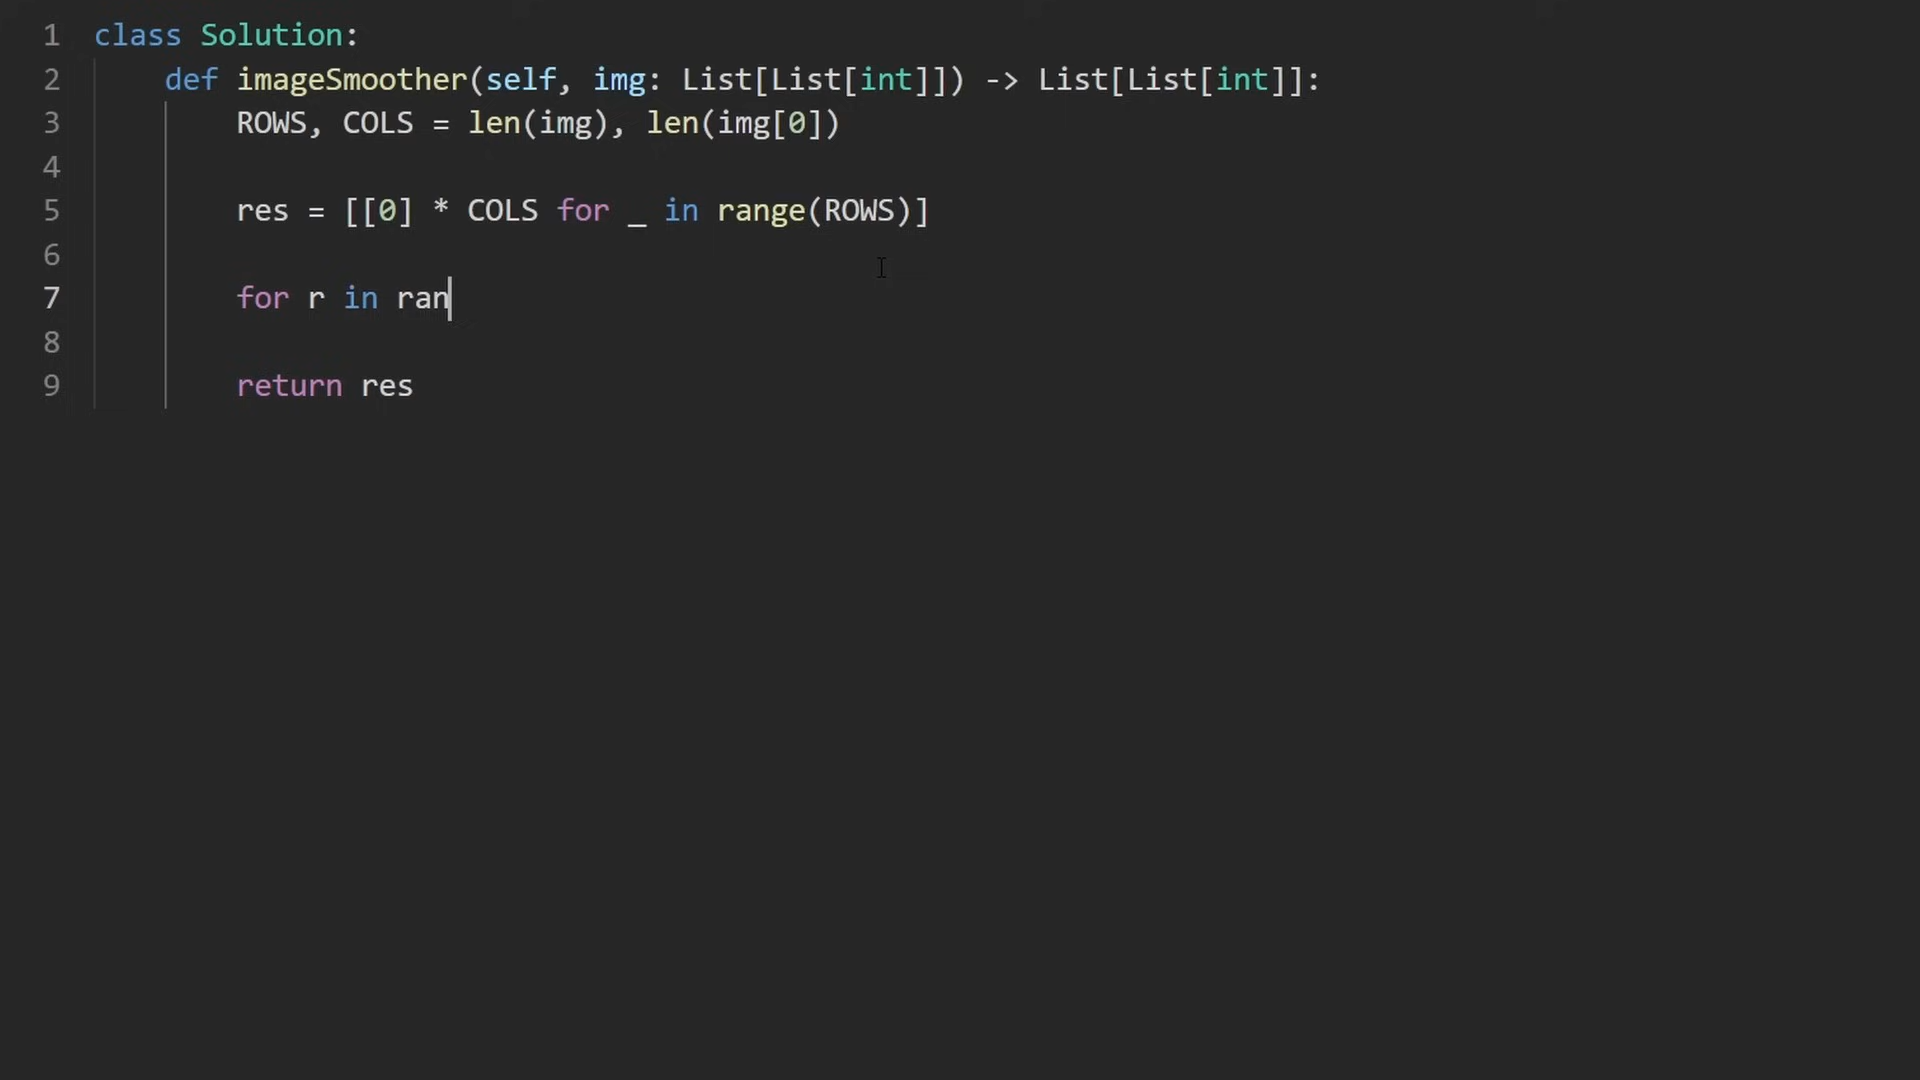 1 class Solution:
2 def imageSmoother(self, img: List[List[int]]) -> List[List[int]]:
3 ROWS, COLS = len(img), len(img[0])
4
5 res = [[0] * COLS for _ in range(ROWS)]
6
7 for r in ran
8
9 return res